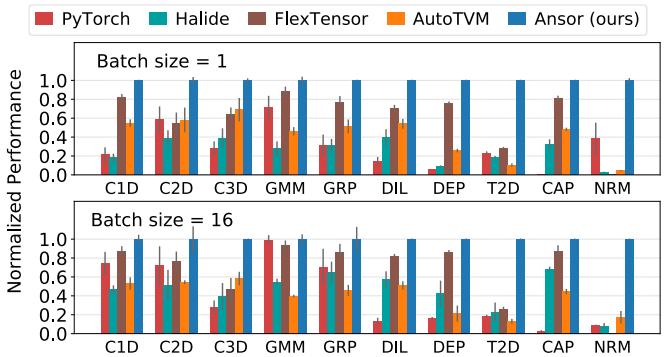 PyTorch Halide FlexTensor AutoTVM Ansor (ours)
Normalized Performance
Batch size = 1
1.0
0.8
0.6
0.4
0.2
0.0
C1D C2D C3D GMM GRP DIL DEP T2D CAP NRM
Batch size = 16
1.0
0.8
0.6
0.4
0.2
0.0
C1D C2D C3D GMM GRP DIL DEP T2D CAP NRM